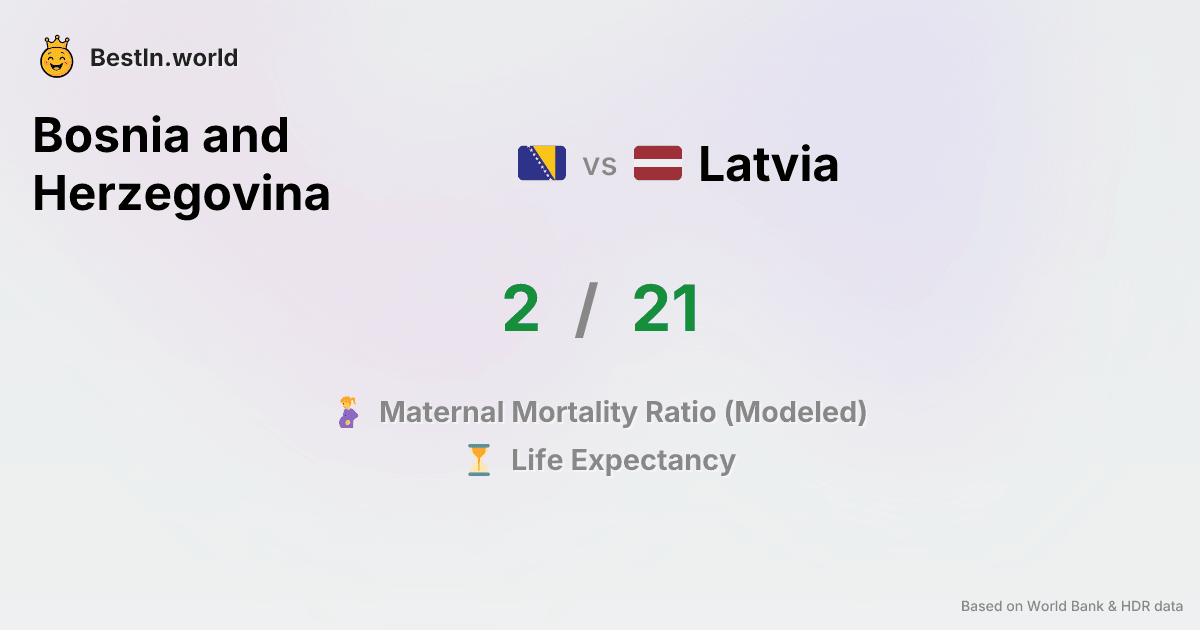 BestIn.world
Bosnia and
Herzegovina
vs
Latvia
2 / 21
Maternal Mortality Ratio (Modeled)
Life Expectancy
Based on World Bank & HDR data